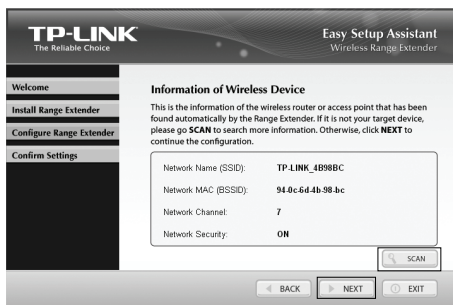 TP-LINK®
The Reliable Choice
Easy Setup Assistant
Wireless Range Extender
Welcome
Install Range Extender
Configure Range Extender
Confirm Settings
Information of Wireless Device
This is the information of the wireless router or access point that has been
found automatically by the Range Extender. If it is not your target device,
please go SCAN to search more information. Otherwise, click NEXT to
continue the configuration.
Network Name (SSID): TP-LINK_4B98BC
Network MAC (BSSID): 94-0c-6d-4b-98-bc
Network Channel: 7
Network Security: ON
SCAN
BACK
NEXT
EXIT